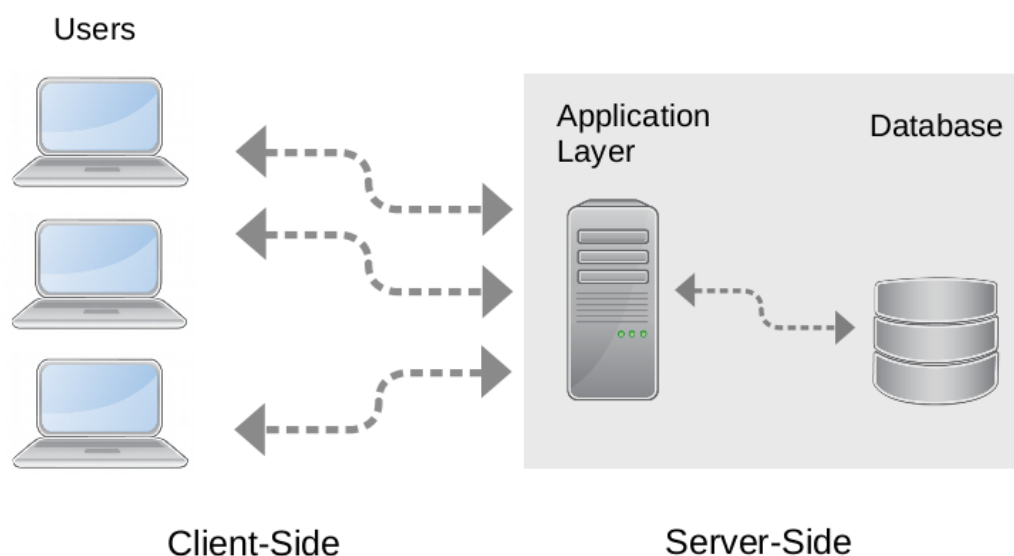 Users
Application
Layer
Database
Client-Side
Server-Side